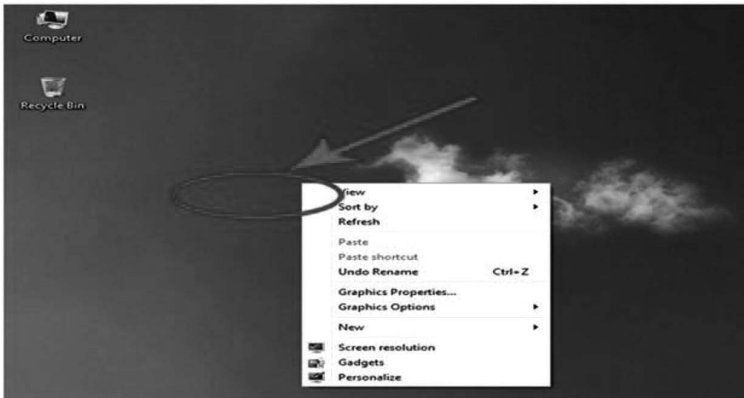 Computer
Recycle Bin
View
Sort by
Refresh
Paste
Paste shortcut
Undo Rename Ctrl+Z
Graphics Properties...
Graphics Options
New
Screen resolution
Gadgets
Personalize